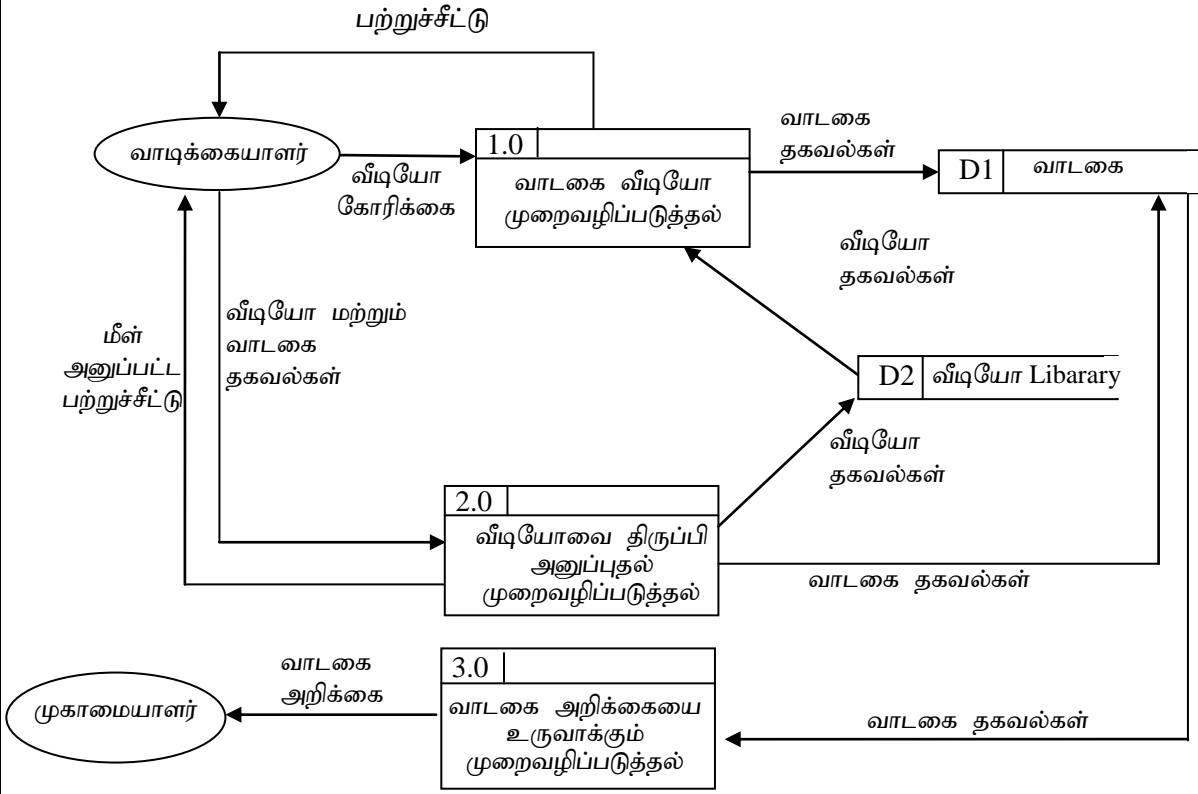 பற்றுச்சீட்டு
வாடிக்கையாளர்
வீடியோ
கோரிக்கை
1.0
வாடகை வீடியோ
முறைவழிப்படுத்தல்
வாடகை
தகவல்கள்
D1 வாடகை
வீடியோ
தகவல்கள்
மீள்
அனுப்பட்ட
பற்றுச்சீட்டு
வீடியோ மற்றும்
வாடகை
தகவல்கள்
D2 வீடியோ Libarary
வீடியோ
தகவல்கள்
2.0
வீடியோவை திருப்பி
அனுப்புதல்
முறைவழிப்படுத்தல்
வாடகை தகவல்கள்
முகாமையாளர்
வாடகை
அறிக்கை
3.0
வாடகை அறிக்கையை
உருவாக்கும்
முறைவழிப்படுத்தல்
வாடகை தகவல்கள்